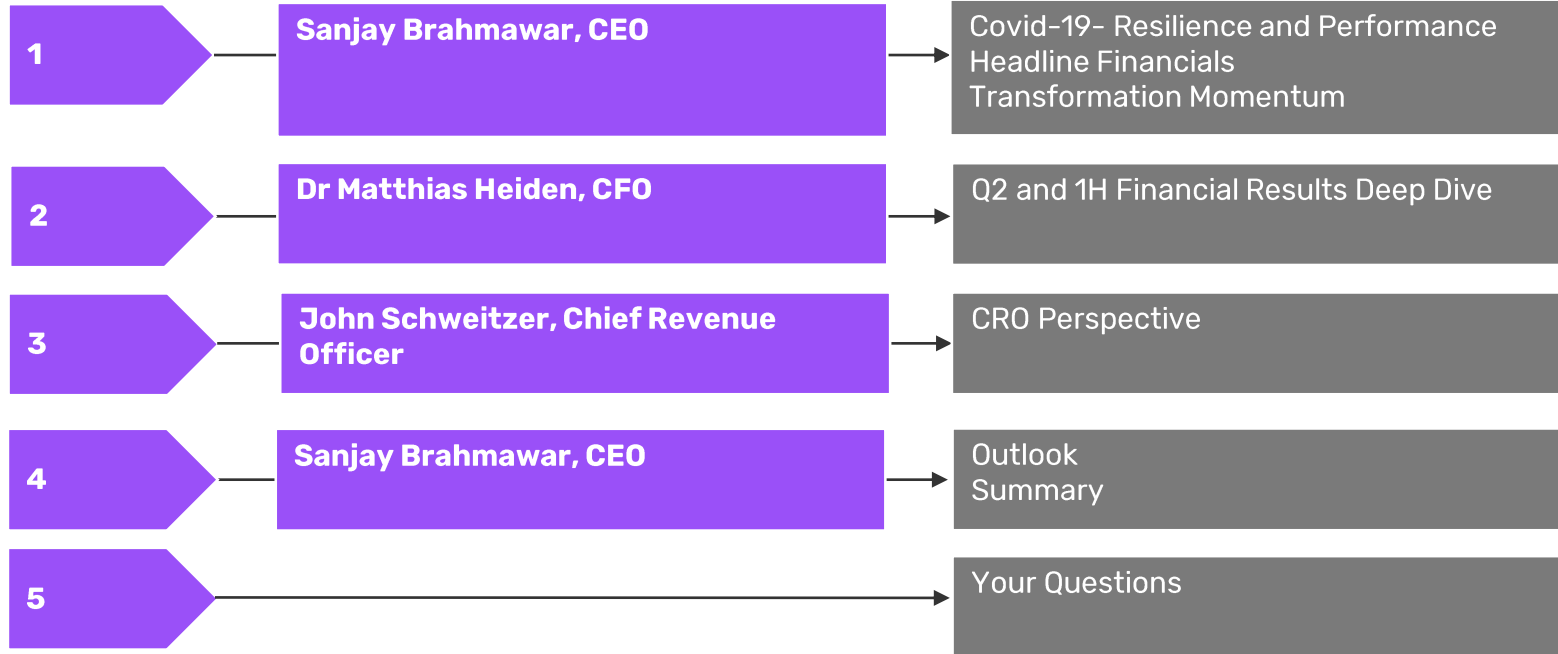 1
Sanjay Brahmawar, CEO
Covid-19- Resilience and Performance
Headline Financials
Transformation Momentum
2
Dr Matthias Heiden, CFO
Q2 and 1H Financial Results Deep Dive
3
John Schweitzer, Chief Revenue
Officer
CRO Perspective
4
Sanjay Brahmawar, CEO
Outlook
Summary
5
Your Questions